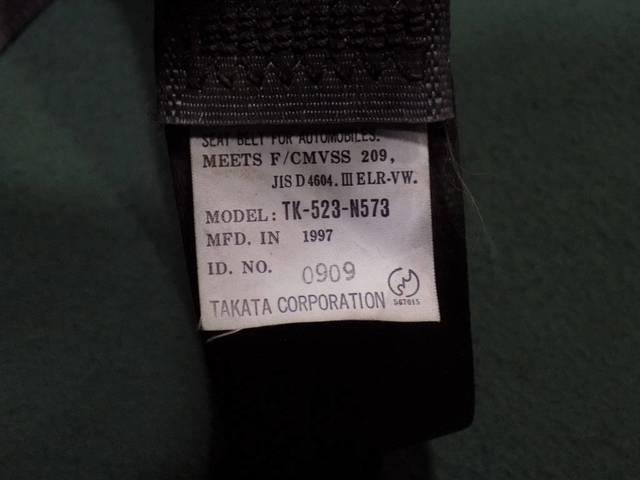 SEAT BELT FOR AUTOMOBILES.
MEETS F/CMVSS 209,
JIS D 4604. III ELR-VW.
MODEL: TK-523-N573
MFD. IN 1997
ID. NO. 0909
TAKATA CORPORATION
567015